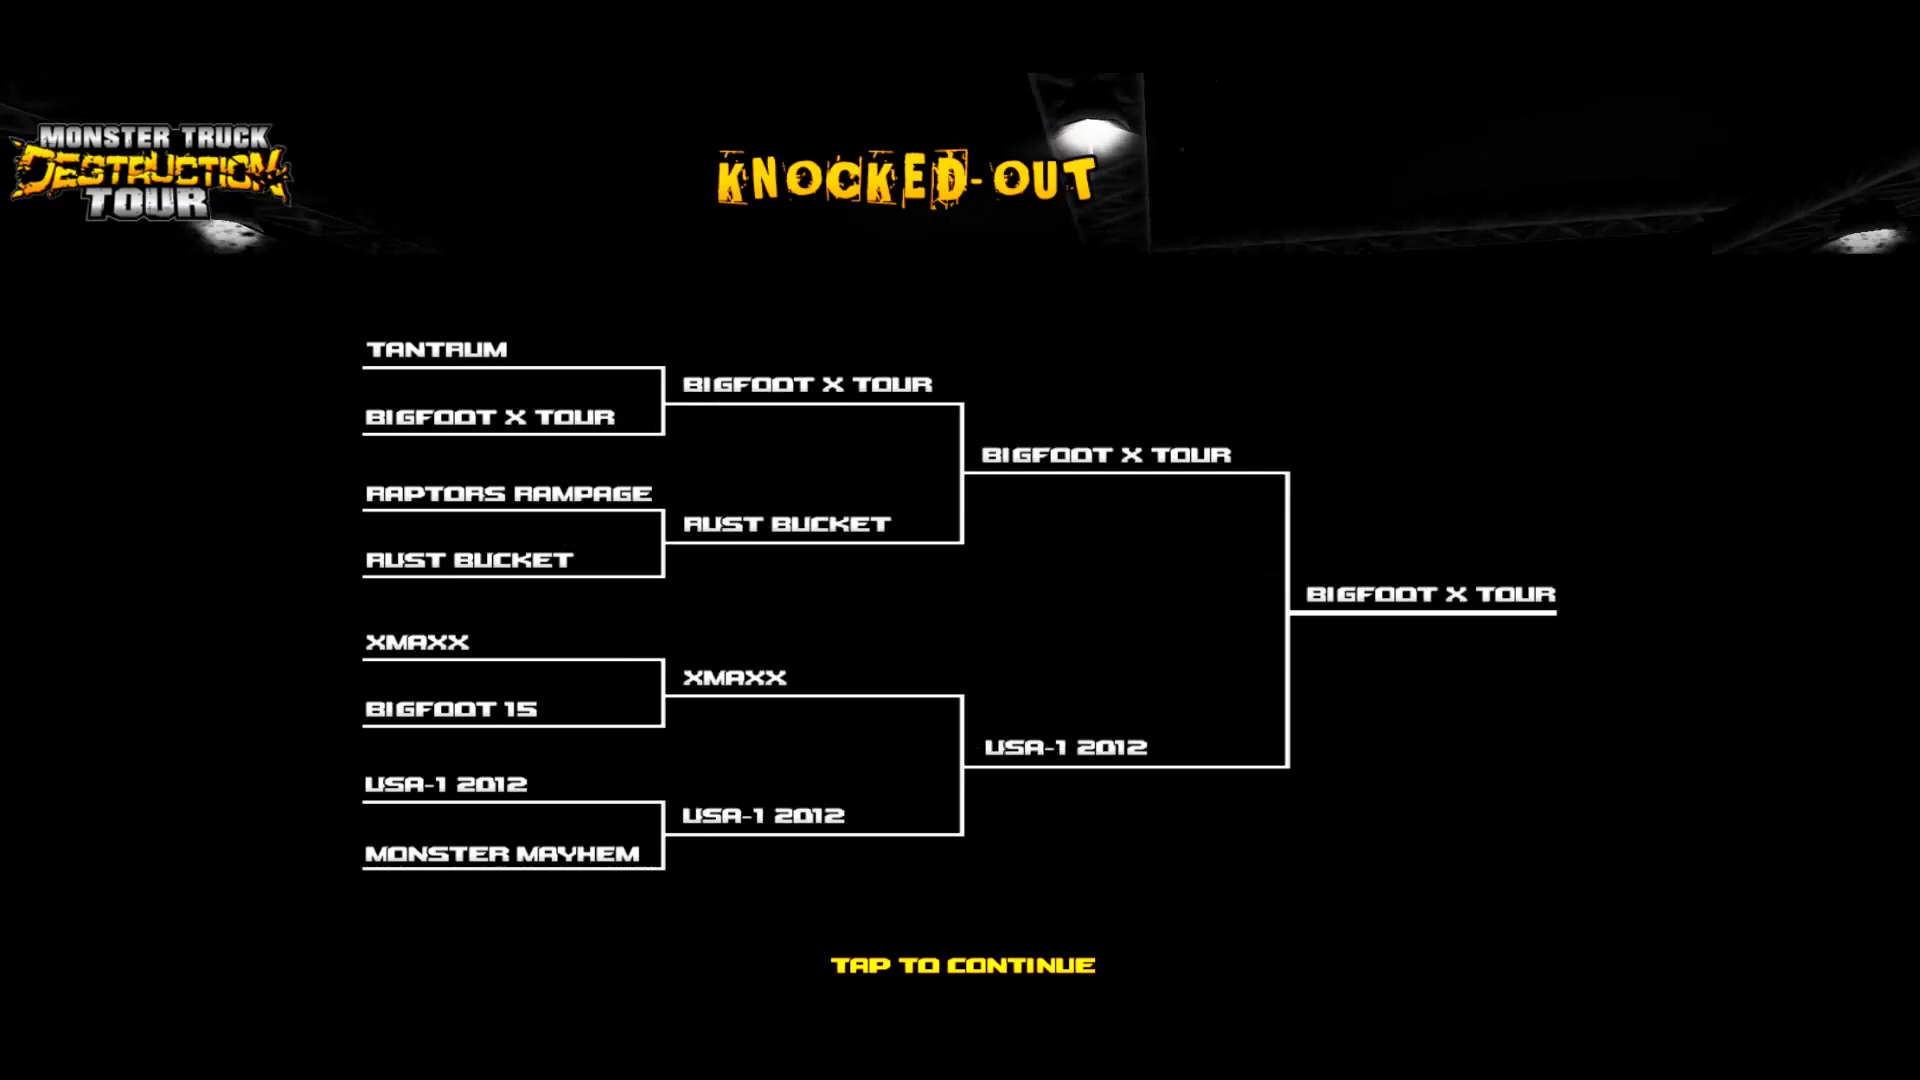 MONSTER TRUCK
DESTRUCTION
TOUR
KNOCKED-OUT
TANTRUM
BIGFOOT X TOUR
RAPTORS RAMPAGE
RUST BUCKET
XMAXX
BIGFOOT 15
USA-1 2012
MONSTER MAYHEM
BIGFOOT X TOUR
RUST BUCKET
XMAXX
USA-1 2012
BIGFOOT X TOUR
USA-1 2012
BIGFOOT X TOUR
TAP TO CONTINUE